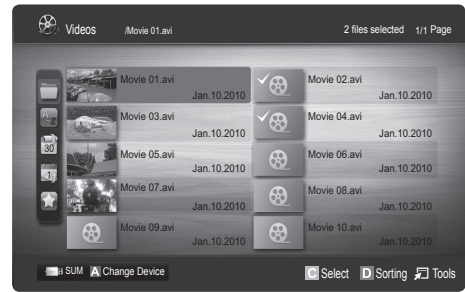 Videos /Movie 01.avi 2 files selected 1/1 Page
Movie 01.avi Movie 02.avi
Jan.10.2010 Jan.10.2010
Movie 03.avi Movie 04.avi
Jan.10.2010 Jan.10.2010
Movie 05.avi Movie 06.avi
Jan.10.2010 Jan.10.2010
Movie 07.avi Movie 08.avi
Jan.10.2010 Jan.10.2010
Movie 09.avi Movie 10.avi
Jan.10.2010 Jan.10.2010
30
1
SUM A Change Device C Select D Sorting Tools